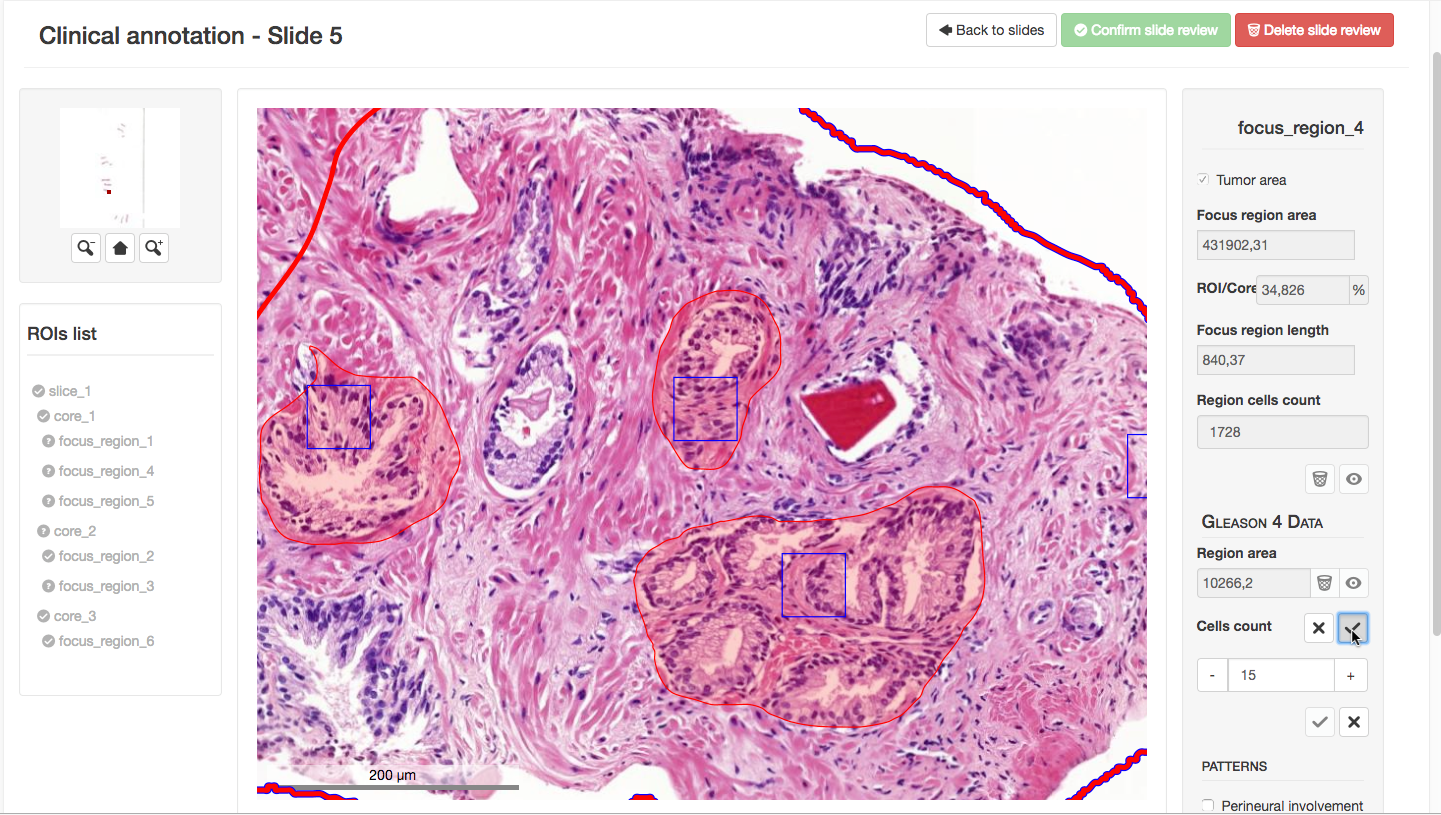 Clinical annotation - Slide 5
Back to slides
Confirm slide review
Delete slide review
ROIs list
slice_1
core_1
focus_region_1
focus_region_4
focus_region_5
core_2
focus_region_2
focus_region_3
core_3
focus_region_6
200 µm
focus_region_4
Tumor area
Focus region area
431902,31
ROI/Core 34,826 %
Focus region length
840,37
Region cells count
1728
GLEASON 4 DATA
Region area
10266,2
Cells count
- 15 +
PATTERNS
Perineural involvement